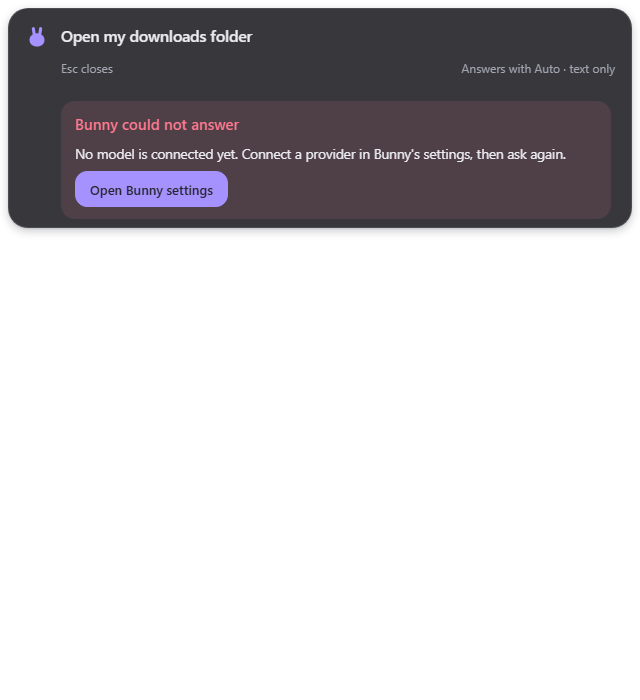 Open my downloads folder
Esc closes
Answers with Auto · text only
Bunny could not answer
No model is connected yet. Connect a provider in Bunny's settings, then ask again.
Open Bunny settings